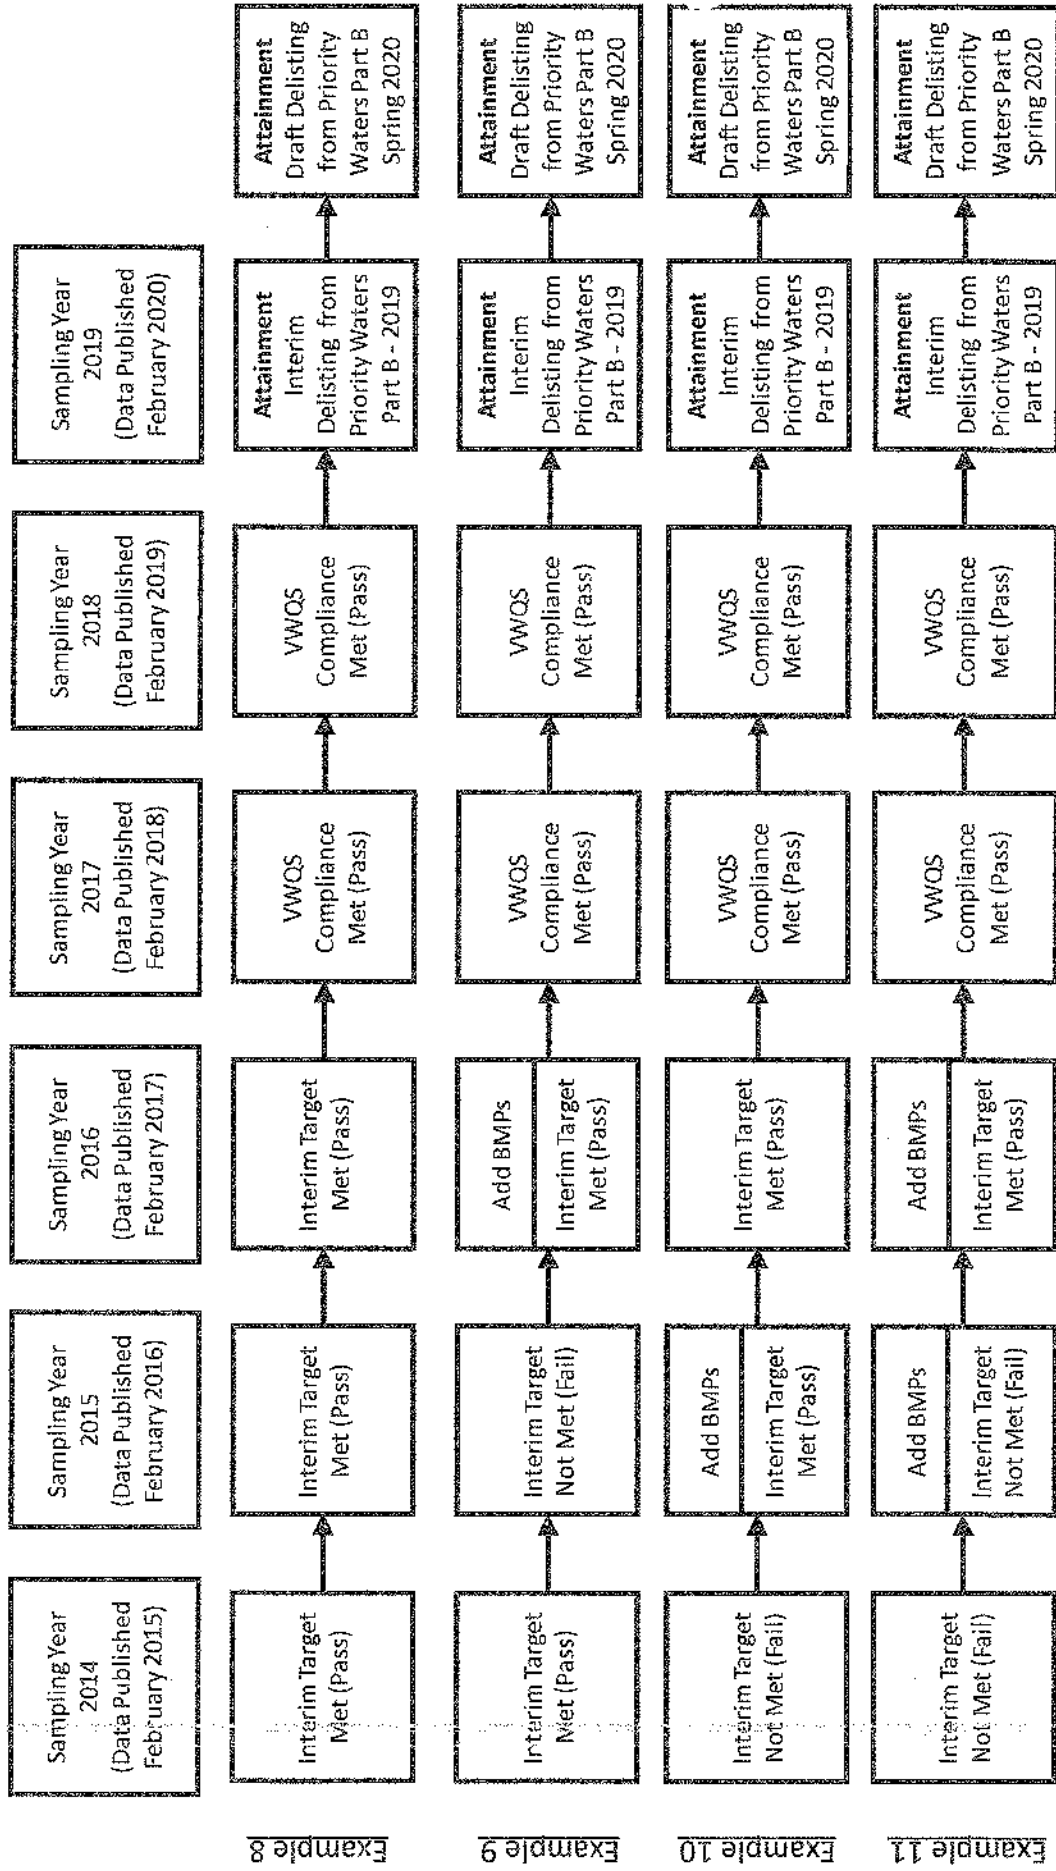 Sampling Year
2014
(Data Published
February 2015)
Sampling Year
2015
(Data Published
February 2016)
Sampling Year
2016
(Data Published
February 2017)
Sampling Year
2017
(Data Published
February 2018)
Sampling Year
2018
(Data Published
February 2019)
Sampling Year
2019
(Data Published
February 2020)
Example 8
Interim Target
Met (Pass)
Interim Target
Met (Pass)
Interim Target
Met (Pass)
VWQS
Compliance
Met (Pass)
VWQS
Compliance
Met (Pass)
Attainment
Interim
Delisting from
Priority Waters
Part B - 2019
Attainment
Draft Delisting
from Priority
Waters Part B
Spring 2020
Example 9
Interim Target
Met (Pass)
Interim Target
Not Met (Fail)
Add BMPs
Interim Target
Met (Pass)
VWQS
Compliance
Met (Pass)
VWQS
Compliance
Met (Pass)
Attainment
Interim
Delisting from
Priority Waters
Part B - 2019
Attainment
Draft Delisting
from Priority
Waters Part B
Spring 2020
Example 10
Interim Target
Not Met (Fail)
Add BMPs
Interim Target
Met (Pass)
Interim Target
Met (Pass)
VWQS
Compliance
Met (Pass)
VWQS
Compliance
Met (Pass)
Attainment
Interim
Delisting from
Priority Waters
Part B - 2019
Attainment
Draft Delisting
from Priority
Waters Part B
Spring 2020
Example 11
Interim Target
Not Met (Fail)
Add BMPs
Interim Target
Not Met (Fail)
Add BMPs
Interim Target
Met (Pass)
VWQS
Compliance
Met (Pass)
VWQS
Compliance
Met (Pass)
Attainment
Interim
Delisting from
Priority Waters
Part B - 2019
Attainment
Draft Delisting
from Priority
Waters Part B
Spring 2020